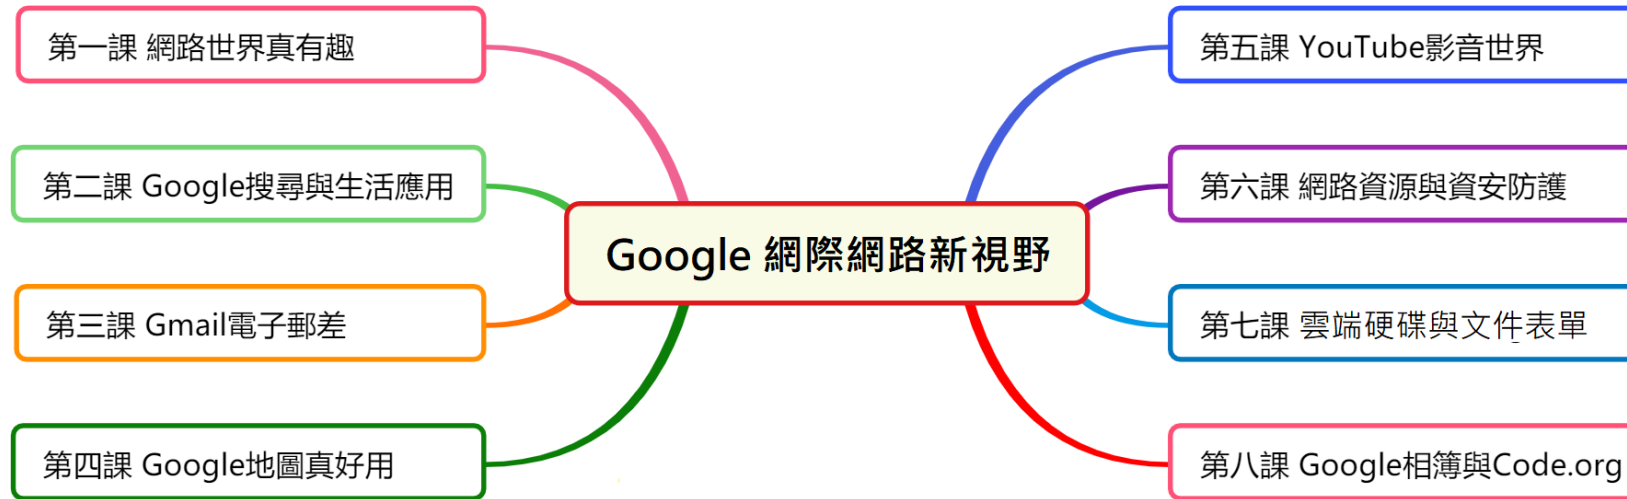 第一課 網路世界真有趣
第二課 Google搜尋與生活應用
第三課 Gmail電子郵差
第四課 Google地圖真好用
Google 網際網路新視野
第五課 YouTube影音世界
第六課 網路資源與資安防護
第七課 雲端硬碟與文件表單
第八課 Google相簿與Code.org